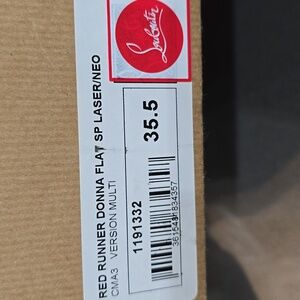 Louboutin
RED RUNNER DONNA FLAT SP LASER/NEO
CMA3 VERSION MULTI
1191332
35.5